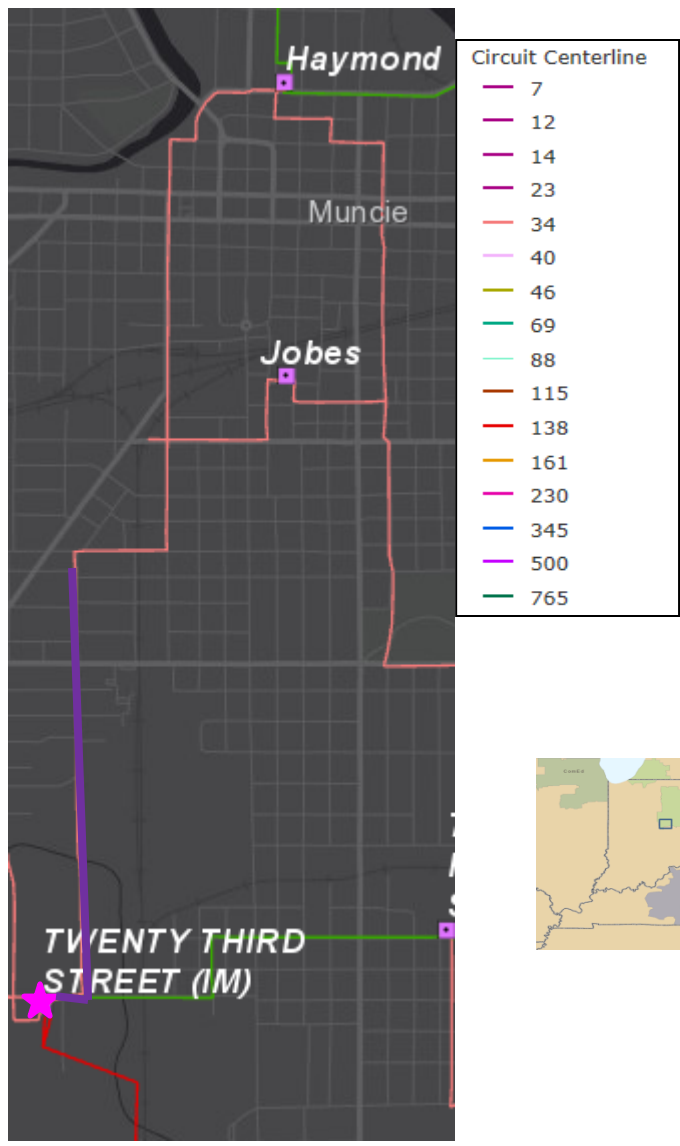 Haymond
Muncie
Jobes
TWENTY THIRD
STREET (IM)
Circuit Centerline
7
12
14
23
34
40
46
69
88
115
138
161
230
345
500
765